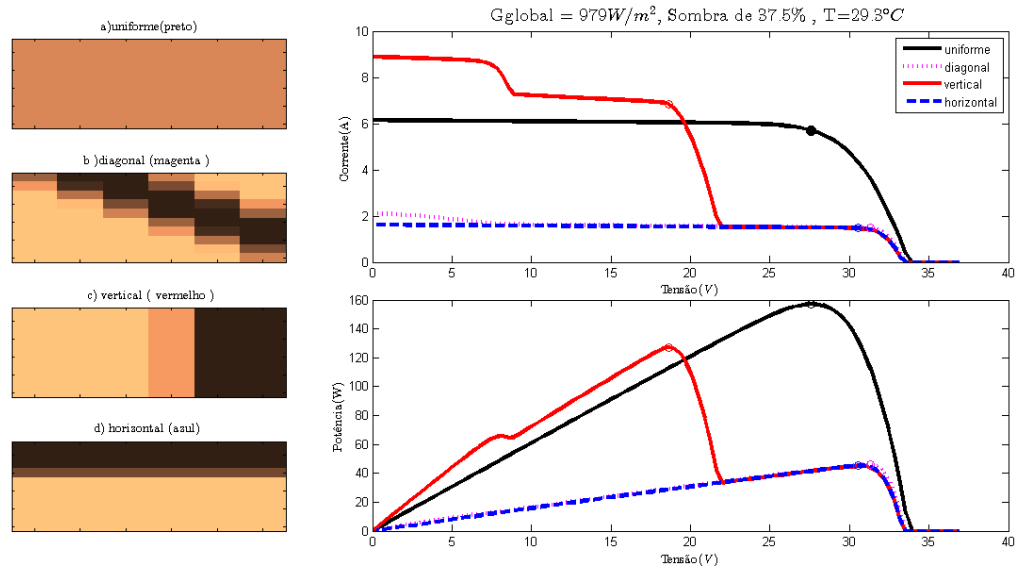 a)uniforme(preto)
b )diagonal (magenta )
c) vertical ( vermelho )
d) horisontal (azul)
Gglobal = 979W/m², Sombra de 37.5% , T=29.3°C
10
8
6
4
2
0
Corrente(A)
uniforme
diagonal
vertical
horizontal
0 5 10 15 20 25 30 35 40
Tensão(V)
160
140
120
100
80
60
40
20
0
Potência(W)
0 5 10 15 20 25 30 35 40
Tensão(V)